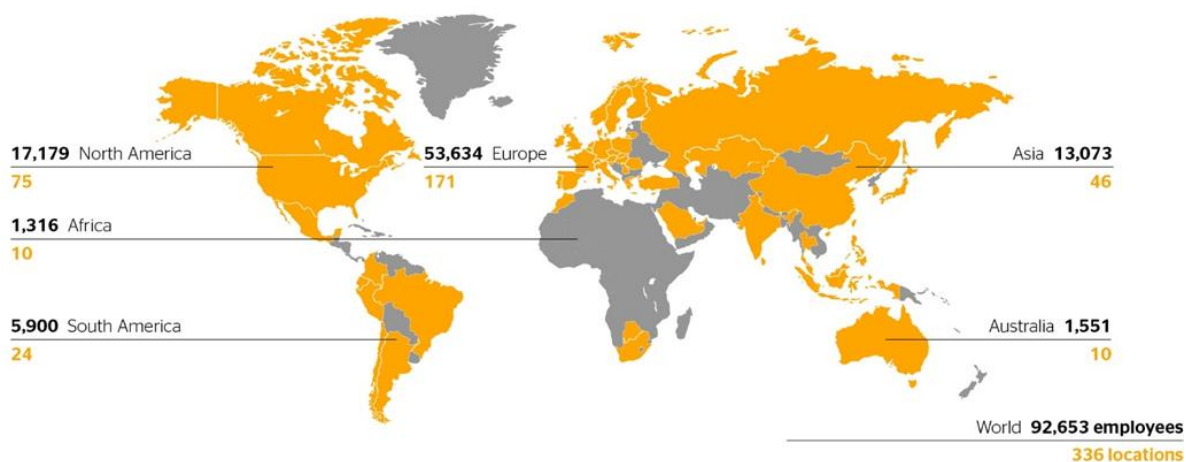 17,179 North America
75
53,634 Europe
171
Asia 13,073
46
1,316 Africa
10
5,900 South America
24
Australia 1,551
10
World 92,653 employees
336 locations